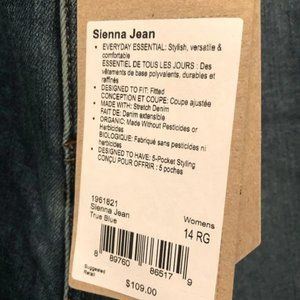 Sienna Jean
• EVERYDAY ESSENTIAL: Stylish, versatile &
comfortable
ESSENTIEL DE TOUS LES JOURS : Des
vêtements de base polyvalents, durables et
raffinés
• DESIGNED TO FIT: Fitted
CONCEPTION ET COUPE: Coupe ajustée
• MADE WITH: Stretch Denim
FAIT DE: Denim extensible
• ORGANIC: Made Without Pesticides or
Herbicides
BIOLOGIQUE: Fabriqué sans pesticides ni
herbicides
• DESIGNED TO HAVE: 5-Pocket Styling
CONÇU POUR OFFRIR : 5 poches
1961821
Sienna Jean
True Blue
Womens
14 RG
8 89760 86517 9
Suggested
Retail
$109.00